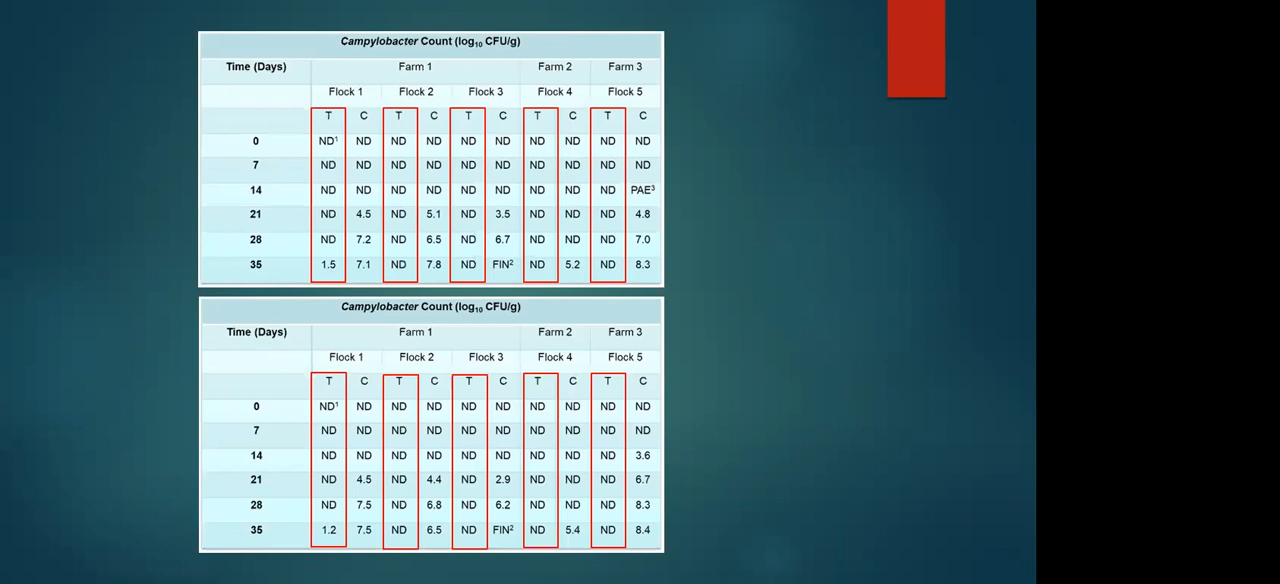 Campylobacter Count (log10 CFU/g)
Time (Days) Farm 1 Farm 2 Farm 3
Flock 1 Flock 2 Flock 3 Flock 4 Flock 5
T C T C T C T C T C
0 ND¹ ND ND ND ND ND ND ND ND ND
7 ND ND ND ND ND ND ND ND ND ND
14 ND ND ND ND ND ND ND ND ND PAE³
21 ND 4.5 ND 5.1 ND 3.5 ND ND ND 4.8
28 ND 7.2 ND 6.5 ND 6.7 ND ND ND 7.0
35 1.5 7.1 ND 7.8 ND FIN² ND 5.2 ND 8.3
Campylobacter Count (log10 CFU/g)
Time (Days) Farm 1 Farm 2 Farm 3
Flock 1 Flock 2 Flock 3 Flock 4 Flock 5
T C T C T C T C T C
0 ND¹ ND ND ND ND ND ND ND ND ND
7 ND ND ND ND ND ND ND ND ND ND
14 ND ND ND ND ND ND ND ND ND 3.6
21 ND 4.5 ND 4.4 ND 2.9 ND ND ND 6.7
28 ND 7.5 ND 6.8 ND 6.2 ND ND ND 8.3
35 1.2 7.5 ND 6.5 ND FIN² ND 5.4 ND 8.4